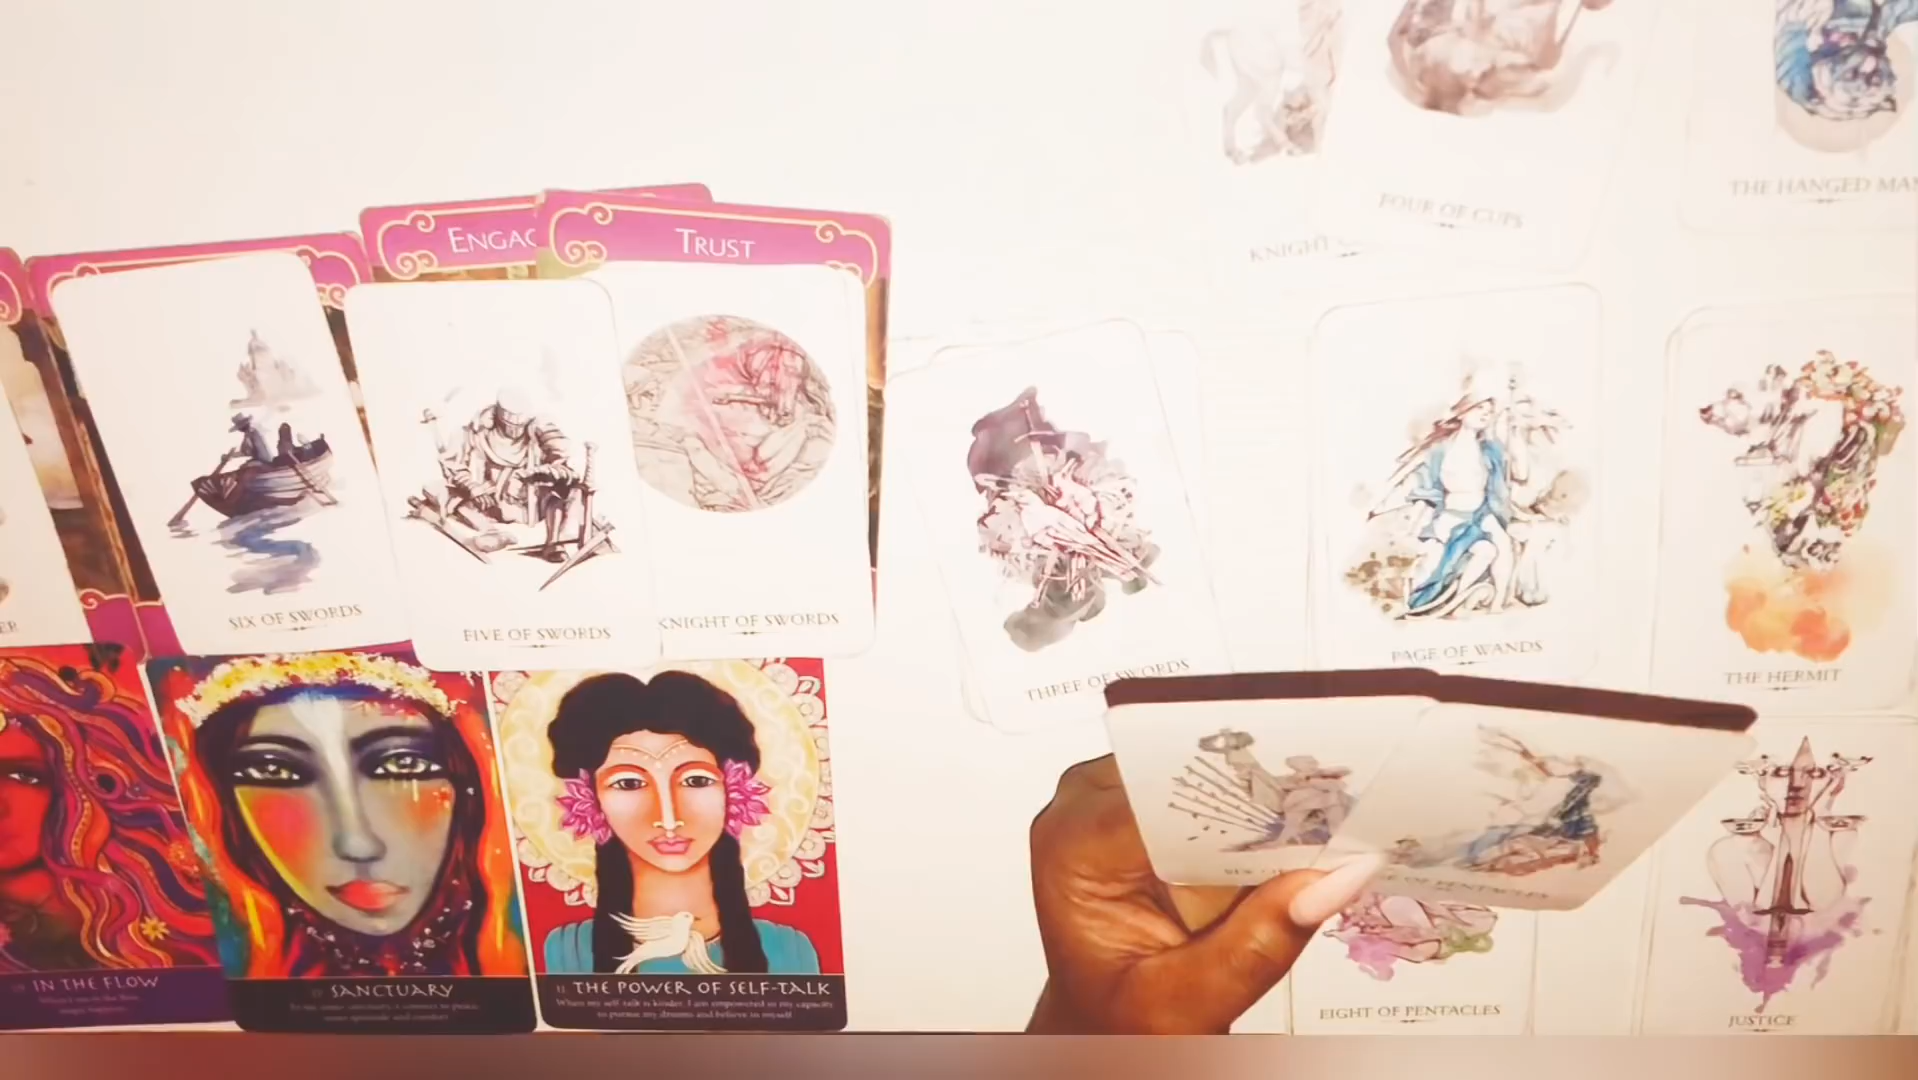 THE HANGED MAN
FOUR OF CUPS
KNIGHT
ENGAG
TRUST
SIX OF SWORDS
FIVE OF SWORDS
KNIGHT OF SWORDS
THREE OF SWORDS
PAGE OF WANDS
THE HERMIT
OF PENTACLES
IN THE FLOW
SANCTUARY
THE POWER OF SELF-TALK
When my self-talk is kinder, I am empowered in my capacity
to pursue my dreams and believe in myself
EIGHT OF PENTACLES
JUSTICE